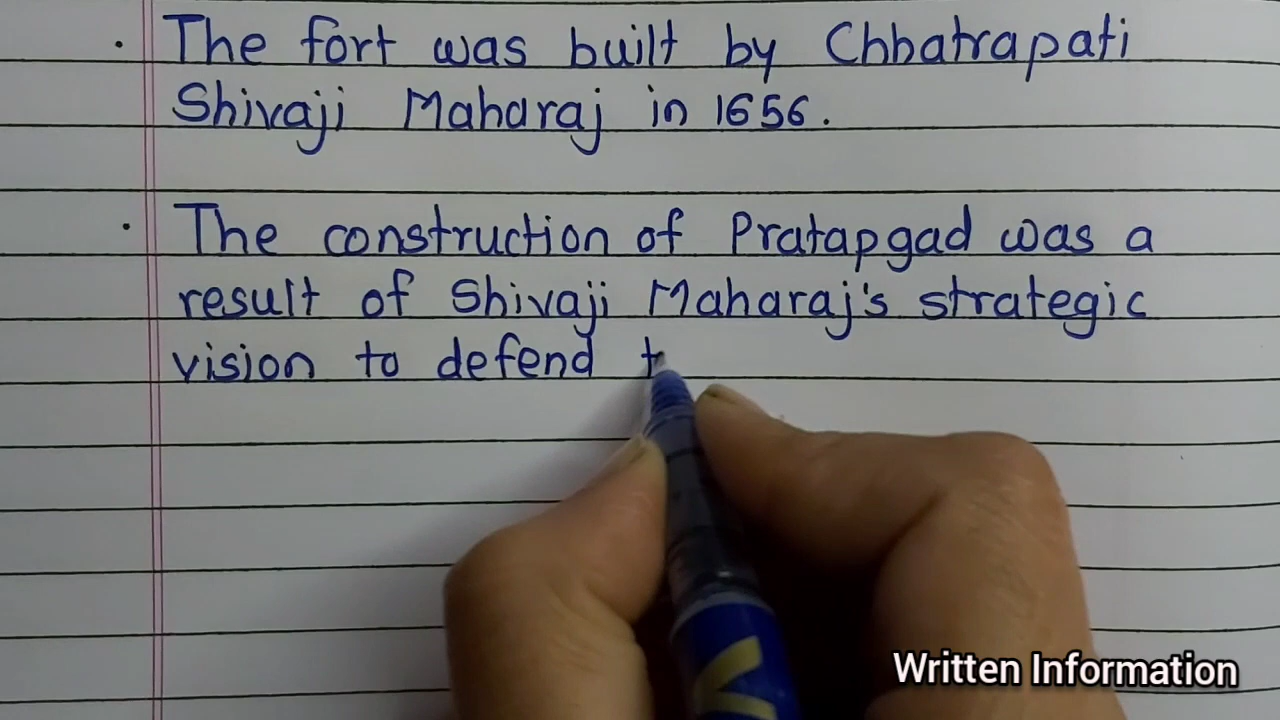 . The fort was built by Chhatrapati
Shivaji Maharaj in 1656.
. The construction of Pratapgad was a
result of Shivaji Maharaj's strategic
vision to defend t
Written Information